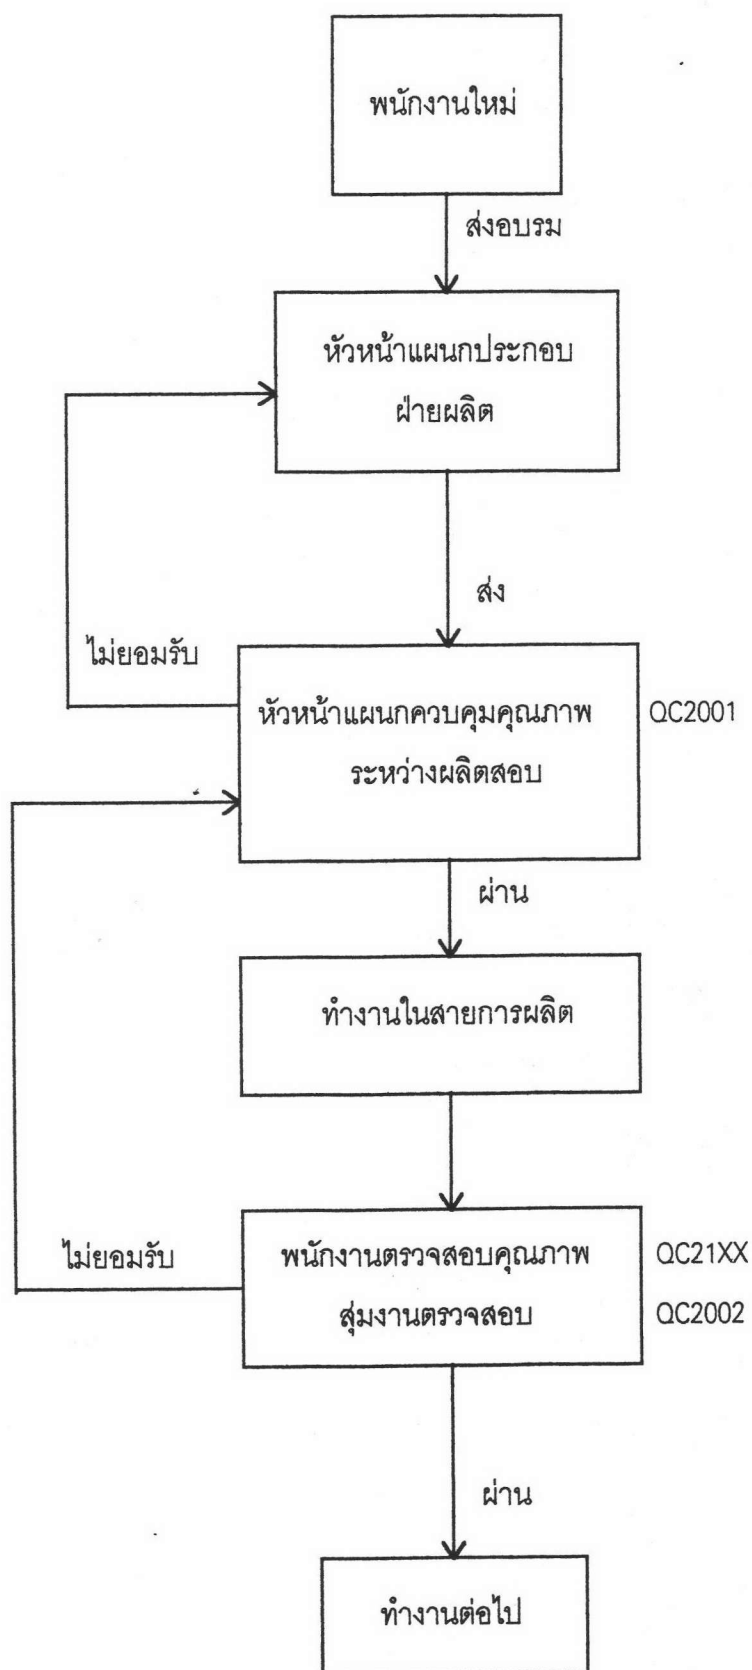 พนักงานใหม่
ส่งอบรม
หัวหน้าแผนกประกอบ
ฝ่ายผลิต
ส่ง
ไม่ยอมรับ
หัวหน้าแผนกควบคุมคุณภาพ QC2001
ระหว่างผลิตสอบ
ผ่าน
ทำงานในสายการผลิต
ไม่ยอมรับ พนักงานตรวจสอบคุณภาพ QC21XX
สุ่มงานตรวจสอบ QC2002
ผ่าน
ทำงานต่อไป